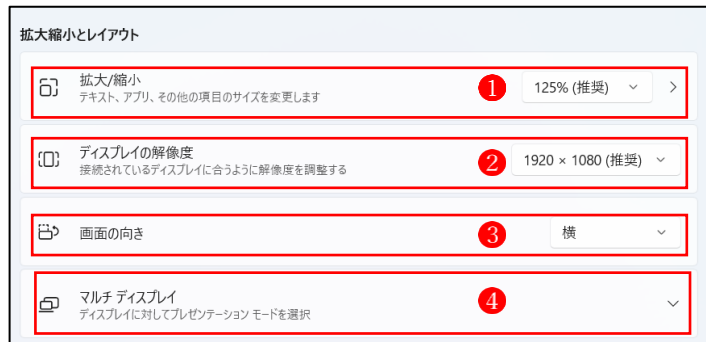 拡大縮小とレイアウト
拡大/縮小
テキスト、アプリ、その他の項目のサイズを変更します
1
125% (推奨)
ディスプレイの解像度
接続されているディスプレイに合うように解像度を調整する
2
1920 × 1080 (推奨)
画面の向き
3
横
マルチ ディスプレイ
ディスプレイに対してプレゼンテーション モードを選択
4